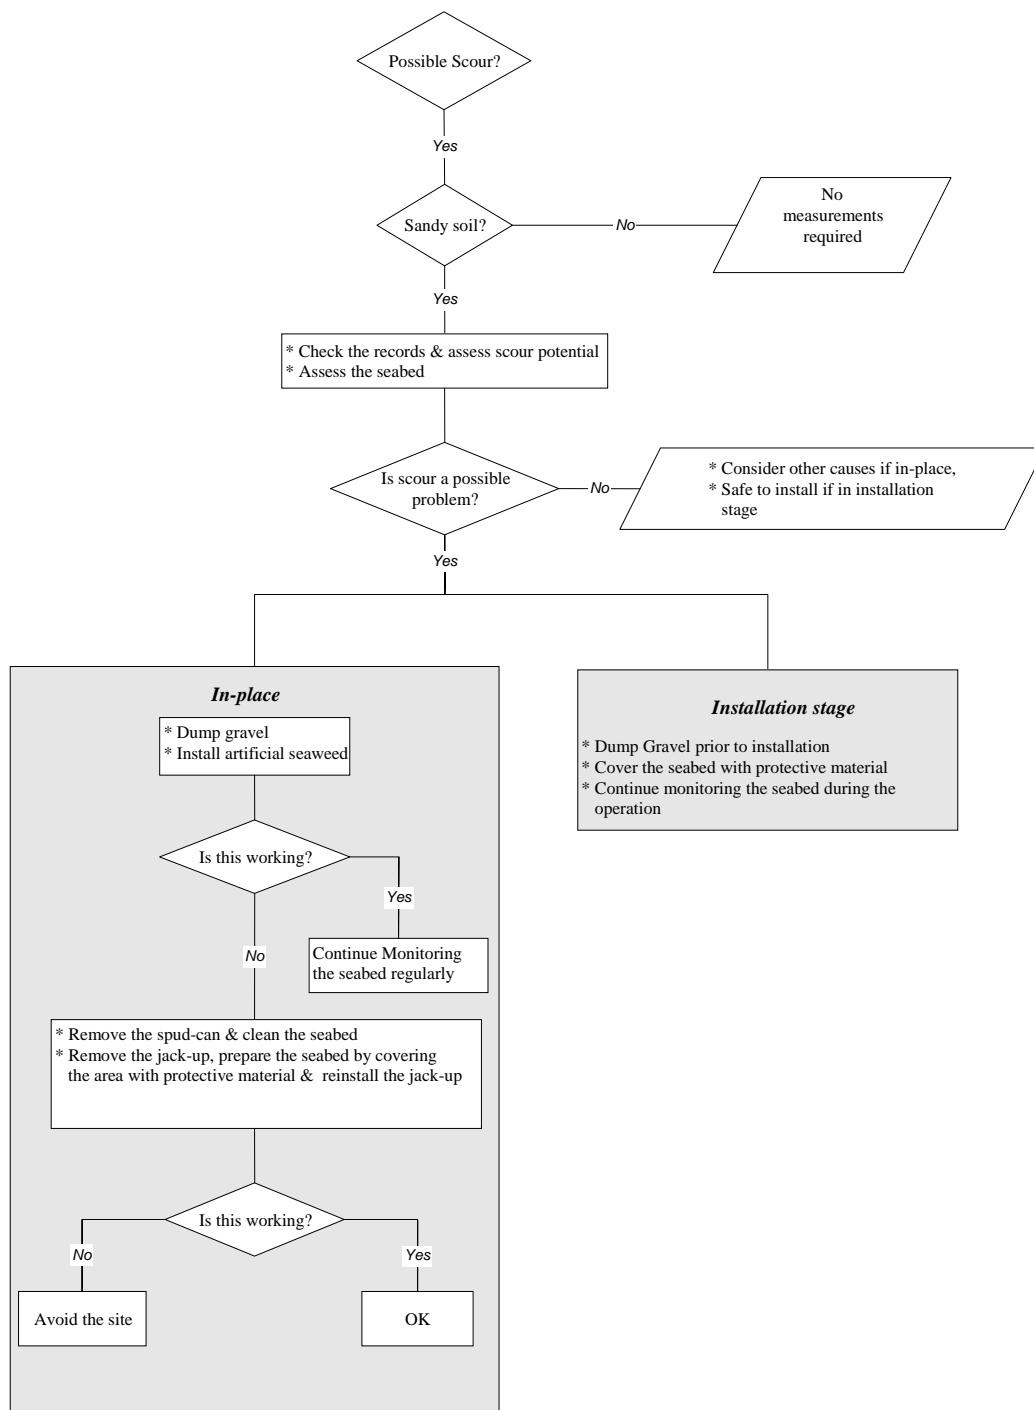 Possible Scour?
Yes
Sandy soil?
No
No
measurements
required
Yes
* Check the records & assess scour potential
* Assess the seabed
Is scour a possible
problem?
No
* Consider other causes if in-place,
* Safe to install if in installation
stage
Yes
In-place
* Dump gravel
* Install artificial seaweed
Is this working?
Yes
Continue Monitoring
the seabed regularly
No
* Remove the spud-can & clean the seabed
* Remove the jack-up, prepare the seabed by covering
the area with protective material & reinstall the jack-up
Is this working?
No
Yes
Avoid the site
OK
Installation stage
* Dump Gravel prior to installation
* Cover the seabed with protective material
* Continue monitoring the seabed during the
operation